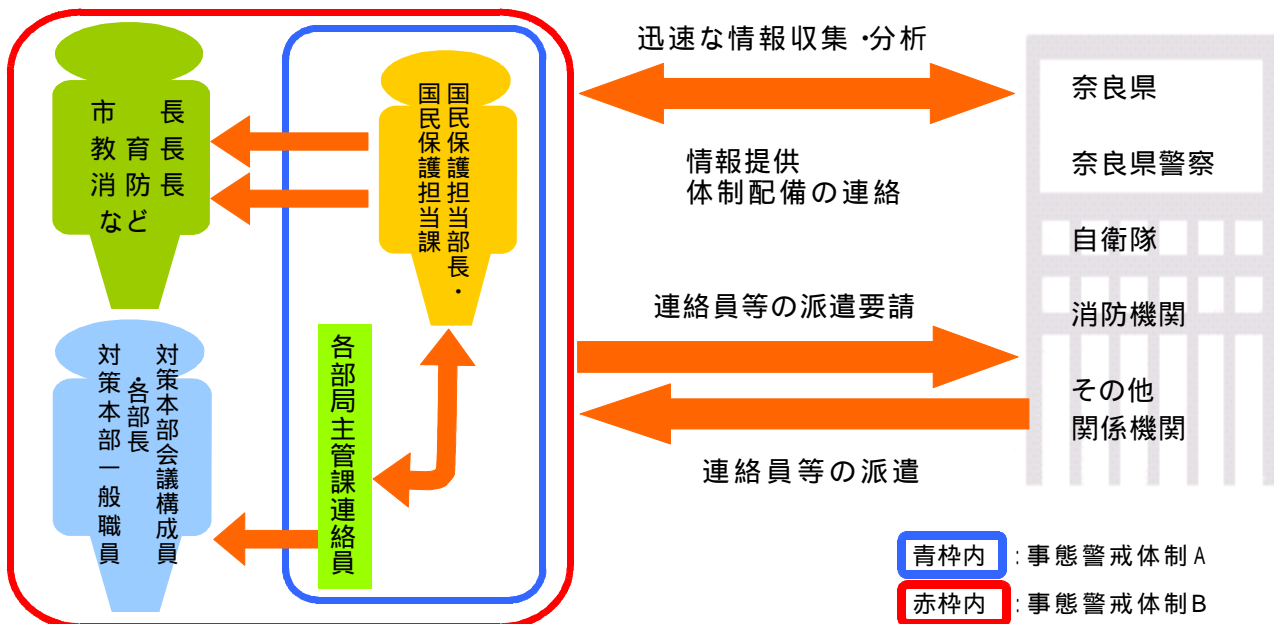 市長
教育長
消防長
など
国民保護担当部長・
国民保護担当課
対策本部会議構成員
・各部長
対策本部一般職員
各部局主管課連絡員
迅速な情報収集・分析
情報提供
体制配備の連絡
連絡員等の派遣要請
連絡員等の派遣
奈良県
奈良県警察
自衛隊
消防機関
その他
関係機関
青枠内:事態警戒体制A
赤枠内:事態警戒体制B